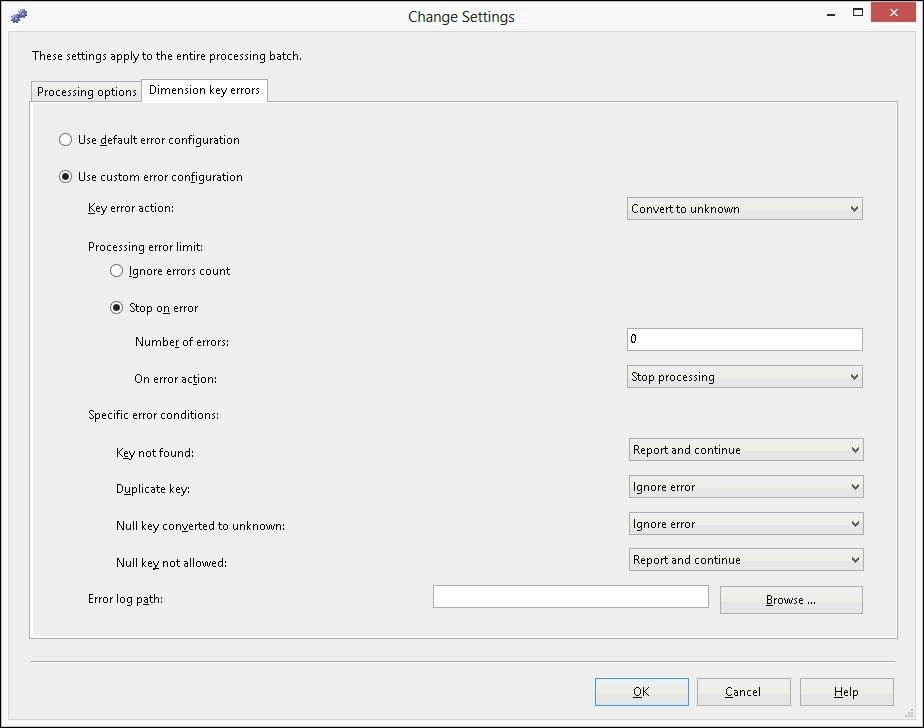 Change Settings
These settings apply to the entire processing batch.
Processing options Dimension key errors
Use default error configuration
Use custom error configuration
Key error action: Convert to unknown
Processing error limit:
Ignore errors count
Stop on error
Number of errors: 0
On error action: Stop processing
Specific error conditions:
Key not found: Report and continue
Duplicate key: Ignore error
Null key converted to unknown: Ignore error
Null key not allowed: Report and continue
Error log path: Browse ...
OK Cancel Help